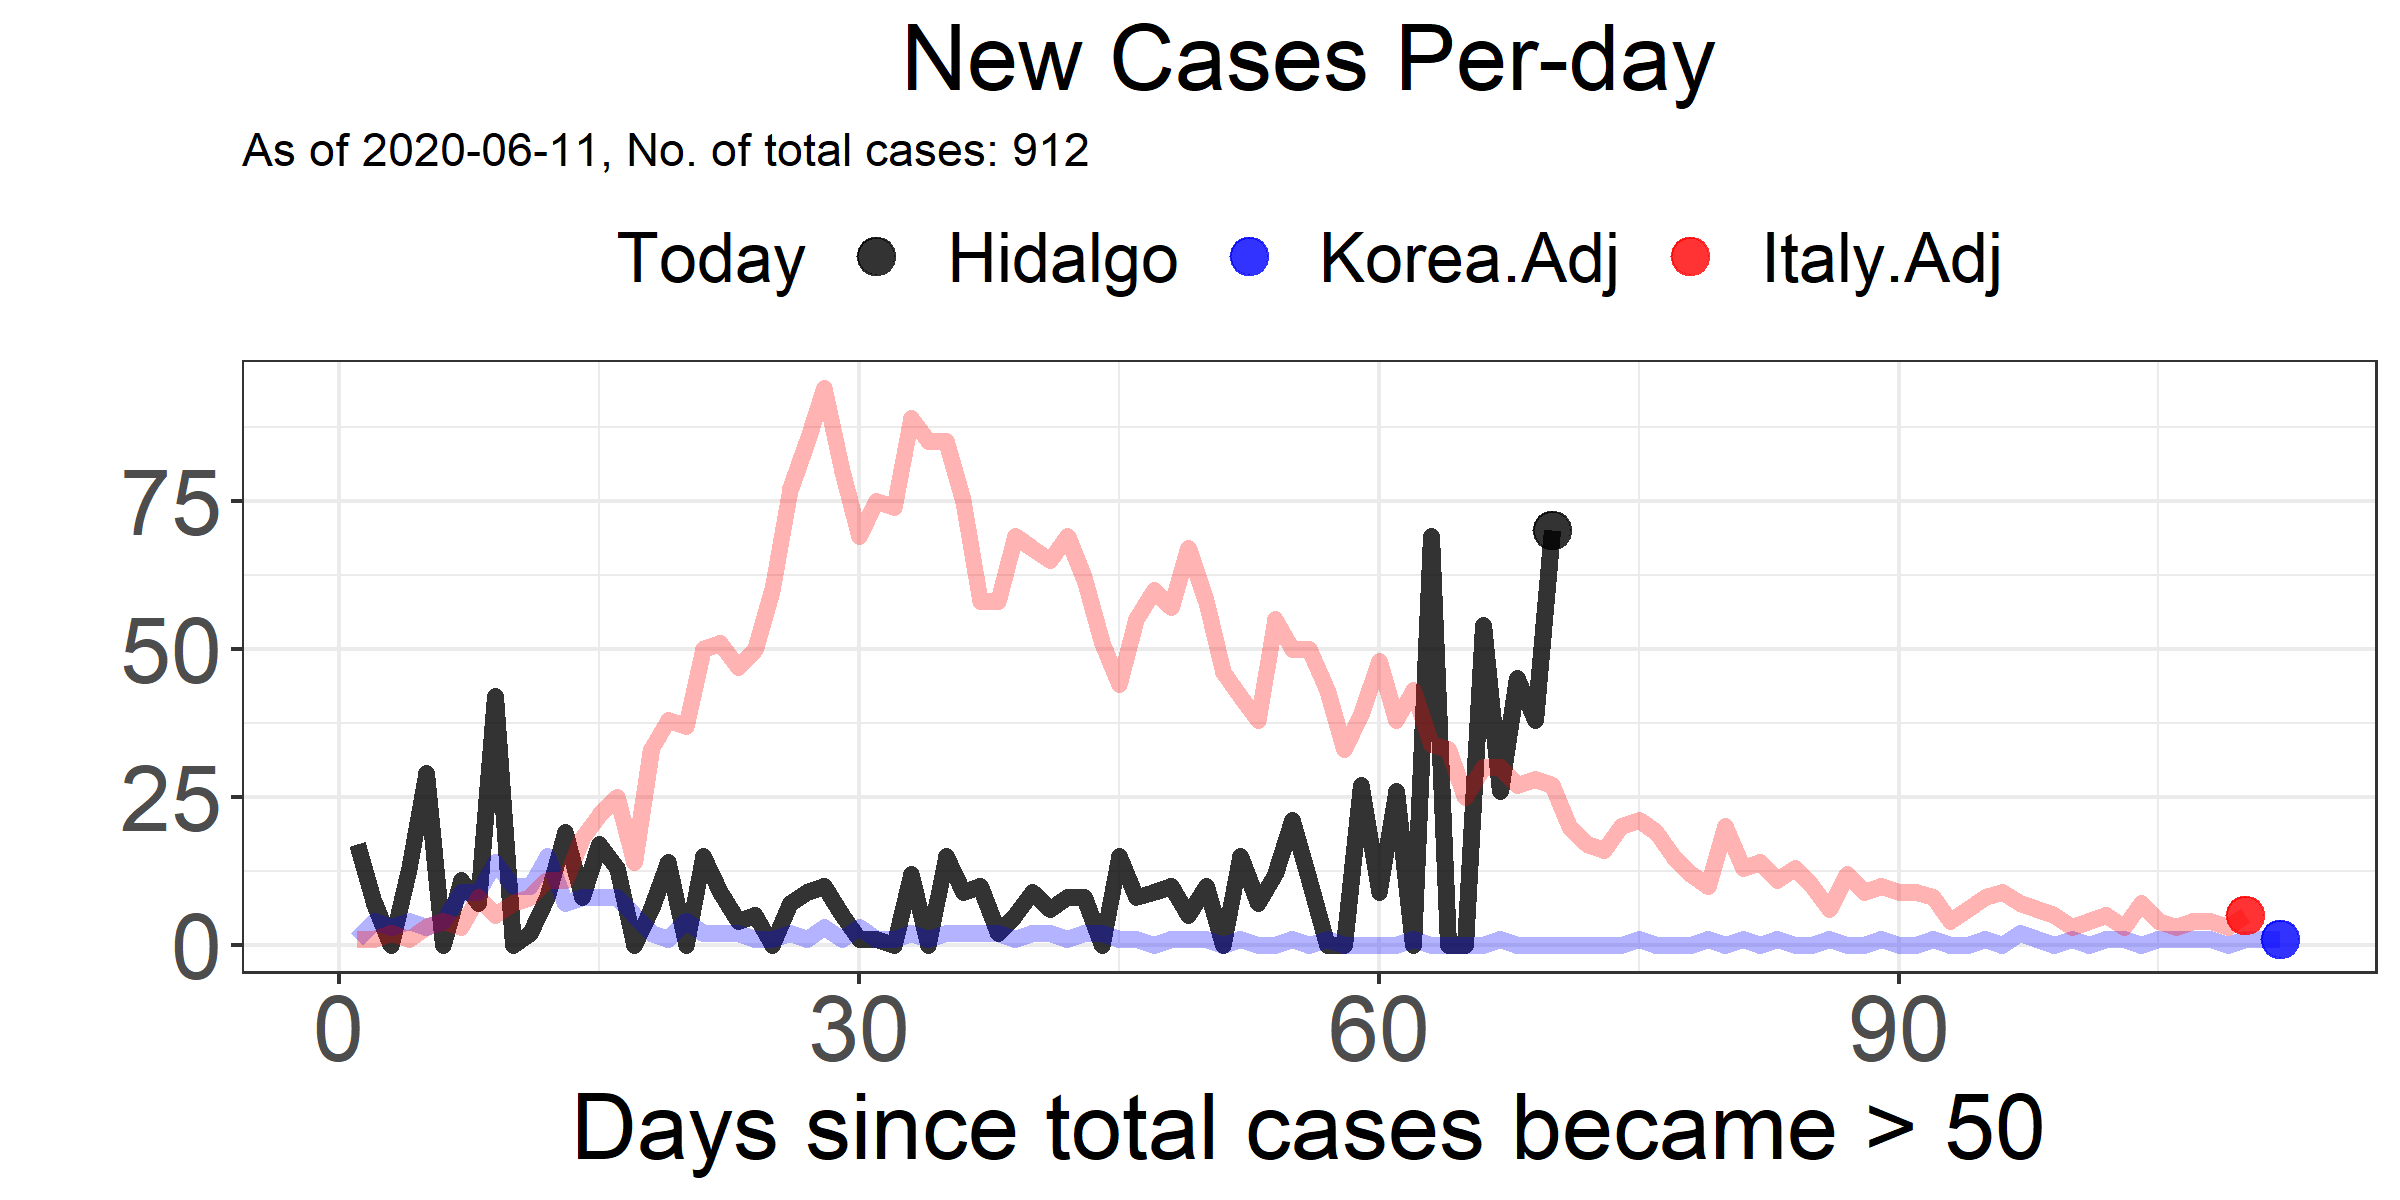 New Cases Per-day
As of 2020-06-11, No. of total cases: 912
Today Hidalgo Korea.Adj Italy.Adj
75
50
25
0
0 30 60 90
Days since total cases became > 50